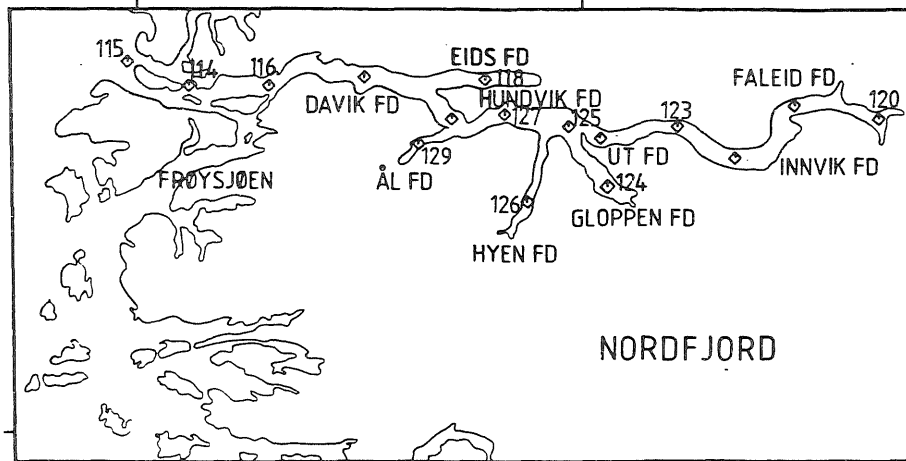 115
114
116
EIDS FD
118
DAVIK FD
HUNDVIK FD
127
125
123
FALEID FD
120
129
UT FD
INNVIK FD
FRØYSJØEN
ÅL FD
124
126
GLOPPEN FD
HYEN FD
NORDFJORD